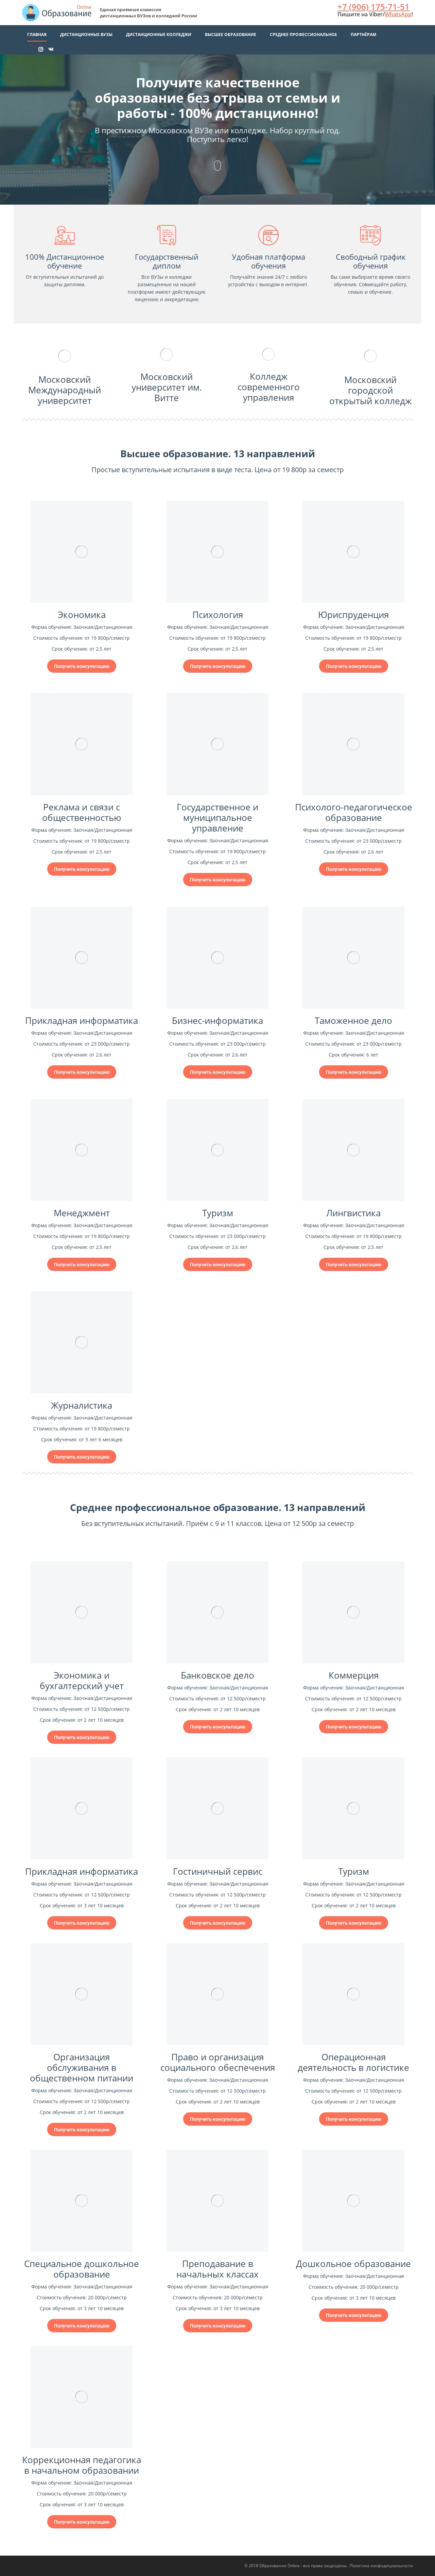 Online
Образование
Единая приёмная комиссия
дистанционных ВУЗов и колледжей России
+7 (906) 175-71-51
Пишите на Viber/WhatsApp!
ГЛАВНАЯ ДИСТАНЦИОННЫЕ ВУЗЫ ДИСТАНЦИОННЫЕ КОЛЛЕДЖИ ВЫСШЕЕ ОБРАЗОВАНИЕ СРЕДНЕЕ ПРОФЕССИОНАЛЬНОЕ ПАРТНЁРАМ
Получите качественное
образование без отрыва от семьи и
работы - 100% дистанционно!
В престижном Московском ВУЗе или колледже. Набор круглый год.
Поступить легко!
100% Дистанционное
обучение
От вступительных испытаний до
защиты диплома.
Государственный
диплом
Все ВУЗы и колледжи
размещённые на нашей
платформе имеют действующую
лицензию и аккредитацию
Удобная платформа
обучения
Получайте знания 24/7 с любого
устройства с выходом в интернет.
Свободный график
обучения
Вы сами выбираете время своего
обучения. Совмещайте работу,
семью и обучение.
Московский
Международный
университет
Московский
университет им.
Витте
Колледж
современного
управления
Московский
городской
открытый колледж
Высшее образование. 13 направлений
Простые вступительные испытания в виде теста. Цена от 19 800р за семестр
Экономика
Форма обучения: Заочная/Дистанционная
Стоимость обучения: от 19 800р/семестр
Срок обучения: от 2,5 лет
Получить консультацию
Психология
Форма обучения: Заочная/Дистанционная
Стоимость обучения: от 19 800р/семестр
Срок обучения: от 2,5 лет
Получить консультацию
Юриспруденция
Форма обучения: Заочная/Дистанционная
Стоимость обучения: от 19 800р/семестр
Срок обучения: от 2,5 лет
Получить консультацию
Реклама и связи с
общественностью
Форма обучения: Заочная/Дистанционная
Стоимость обучения: от 19 800р/семестр
Срок обучения: от 2,5 лет
Получить консультацию
Государственное и
муниципальное
управление
Форма обучения: Заочная/Дистанционная
Стоимость обучения: от 19 800р/семестр
Срок обучения: от 2,5 лет
Получить консультацию
Психолого-педагогическое
образование
Форма обучения: Заочная/Дистанционная
Стоимость обучения: от 23 000р/семестр
Срок обучения: от 2,6 лет
Получить консультацию
Прикладная информатика
Форма обучения: Заочная/Дистанционная
Стоимость обучения: от 23 000р/семестр
Срок обучения: от 2,6 лет
Получить консультацию
Бизнес-информатика
Форма обучения: Заочная/Дистанционная
Стоимость обучения: от 23 000р/семестр
Срок обучения: от 2,6 лет
Получить консультацию
Таможенное дело
Форма обучения: Заочная/Дистанционная
Стоимость обучения: от 23 000р/семестр
Срок обучения: 6 лет
Получить консультацию
Менеджмент
Форма обучения: Заочная/Дистанционная
Стоимость обучения: от 19 800р/семестр
Срок обучения: от 2,5 лет
Получить консультацию
Туризм
Форма обучения: Заочная/Дистанционная
Стоимость обучения: от 23 000р/семестр
Срок обучения: от 2,6 лет
Получить консультацию
Лингвистика
Форма обучения: Заочная/Дистанционная
Стоимость обучения: от 19 800р/семестр
Срок обучения: от 2,5 лет
Получить консультацию
Журналистика
Форма обучения: Заочная/Дистанционная
Стоимость обучения: от 19 800р/семестр
Срок обучения: от 3 лет 6 месяцев
Получить консультацию
Среднее профессиональное образование. 13 направлений
Без вступительных испытаний. Приём с 9 и 11 классов. Цена от 12 500р за семестр
Экономика и
бухгалтерский учет
Форма обучения: Заочная/Дистанционная
Стоимость обучения: от 12 500р/семестр
Срок обучения: от 2 лет 10 месяцев
Получить консультацию
Банковское дело
Форма обучения: Заочная/Дистанционная
Стоимость обучения: от 12 500р/семестр
Срок обучения: от 2 лет 10 месяцев
Получить консультацию
Коммерция
Форма обучения: Заочная/Дистанционная
Стоимость обучения: от 12 500р/семестр
Срок обучения: от 2 лет 10 месяцев
Получить консультацию
Прикладная информатика
Форма обучения: Заочная/Дистанционная
Стоимость обучения: от 12 500р/семестр
Срок обучения: от 3 лет 10 месяцев
Получить консультацию
Гостиничный сервис
Форма обучения: Заочная/Дистанционная
Стоимость обучения: от 12 500р/семестр
Срок обучения: от 2 лет 10 месяцев
Получить консультацию
Туризм
Форма обучения: Заочная/Дистанционная
Стоимость обучения: от 12 500р/семестр
Срок обучения: от 2 лет 10 месяцев
Получить консультацию
Организация
обслуживания в
общественном питании
Форма обучения: Заочная/Дистанционная
Стоимость обучения: от 12 500р/семестр
Срок обучения: от 2 лет 10 месяцев
Получить консультацию
Право и организация
социального обеспечения
Форма обучения: Заочная/Дистанционная
Стоимость обучения: от 12 500р/семестр
Срок обучения: от 2 лет 10 месяцев
Получить консультацию
Операционная
деятельность в логистике
Форма обучения: Заочная/Дистанционная
Стоимость обучения: от 12 500р/семестр
Срок обучения: от 2 лет 10 месяцев
Получить консультацию
Специальное дошкольное
образование
Форма обучения: Заочная/Дистанционная
Стоимость обучения: 20 000р/семестр
Срок обучения: от 3 лет 10 месяцев
Получить консультацию
Преподавание в
начальных классах
Форма обучения: Заочная/Дистанционная
Стоимость обучения: 20 000р/семестр
Срок обучения: от 3 лет 10 месяцев
Получить консультацию
Дошкольное образование
Форма обучения: Заочная/Дистанционная
Стоимость обучения: 20 000р/семестр
Срок обучения: от 3 лет 10 месяцев
Получить консультацию
Коррекционная педагогика
в начальном образовании
Форма обучения: Заочная/Дистанционная
Стоимость обучения: 20 000р/семестр
Срок обучения: от 3 лет 10 месяцев
Получить консультацию
© 2018 Образование Online - все права защищены. Политика конфиденциальности